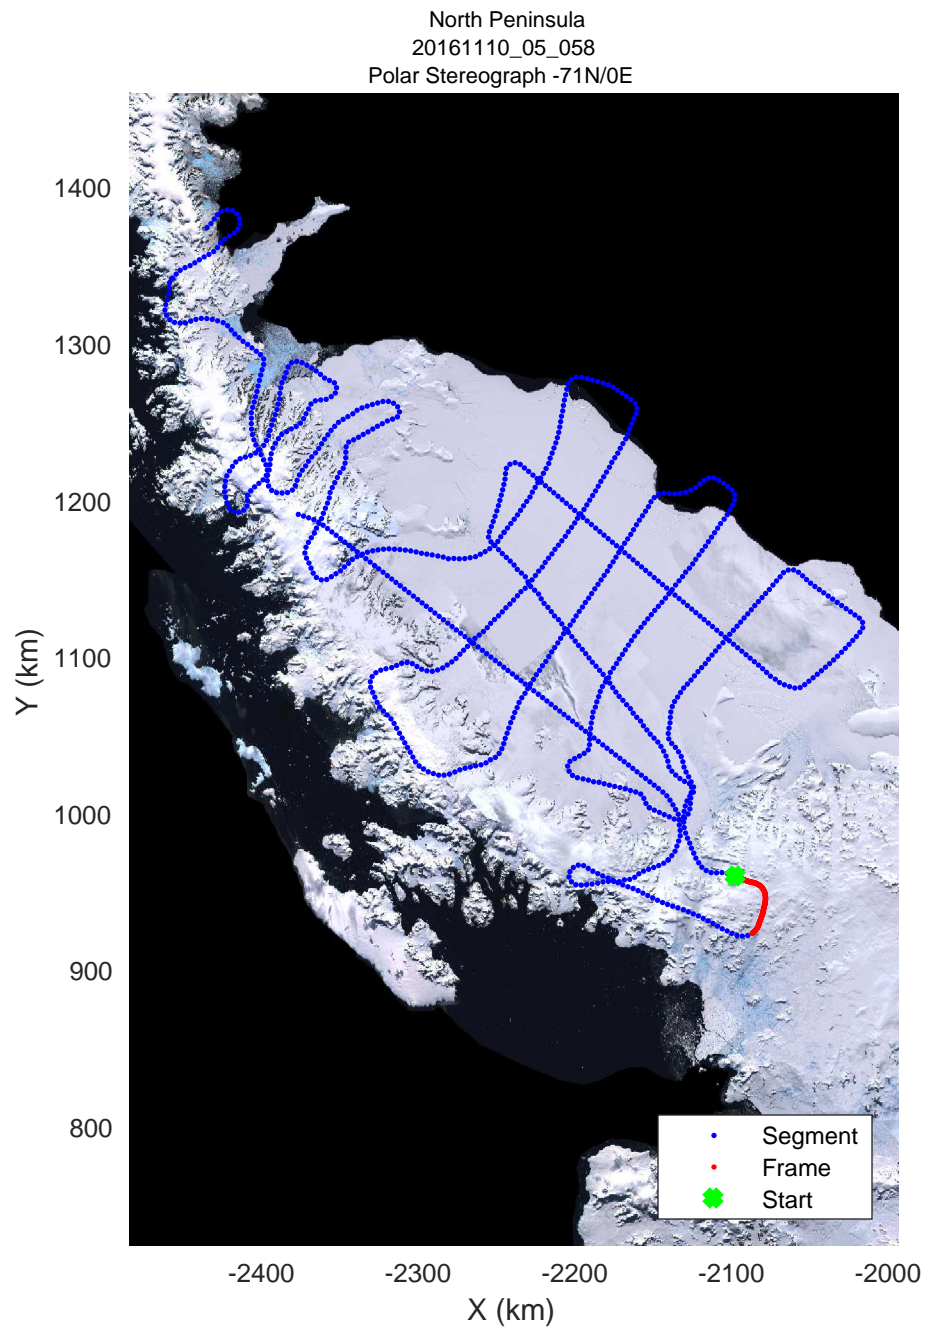 North Peninsula
20161110_05_058
Polar Stereograph -71N/0E
1400
1300
1200
1100
1000
900
800
Y (km)
Segment
Frame
Start
-2400
-2300
-2200
-2100
-2000
X (km)